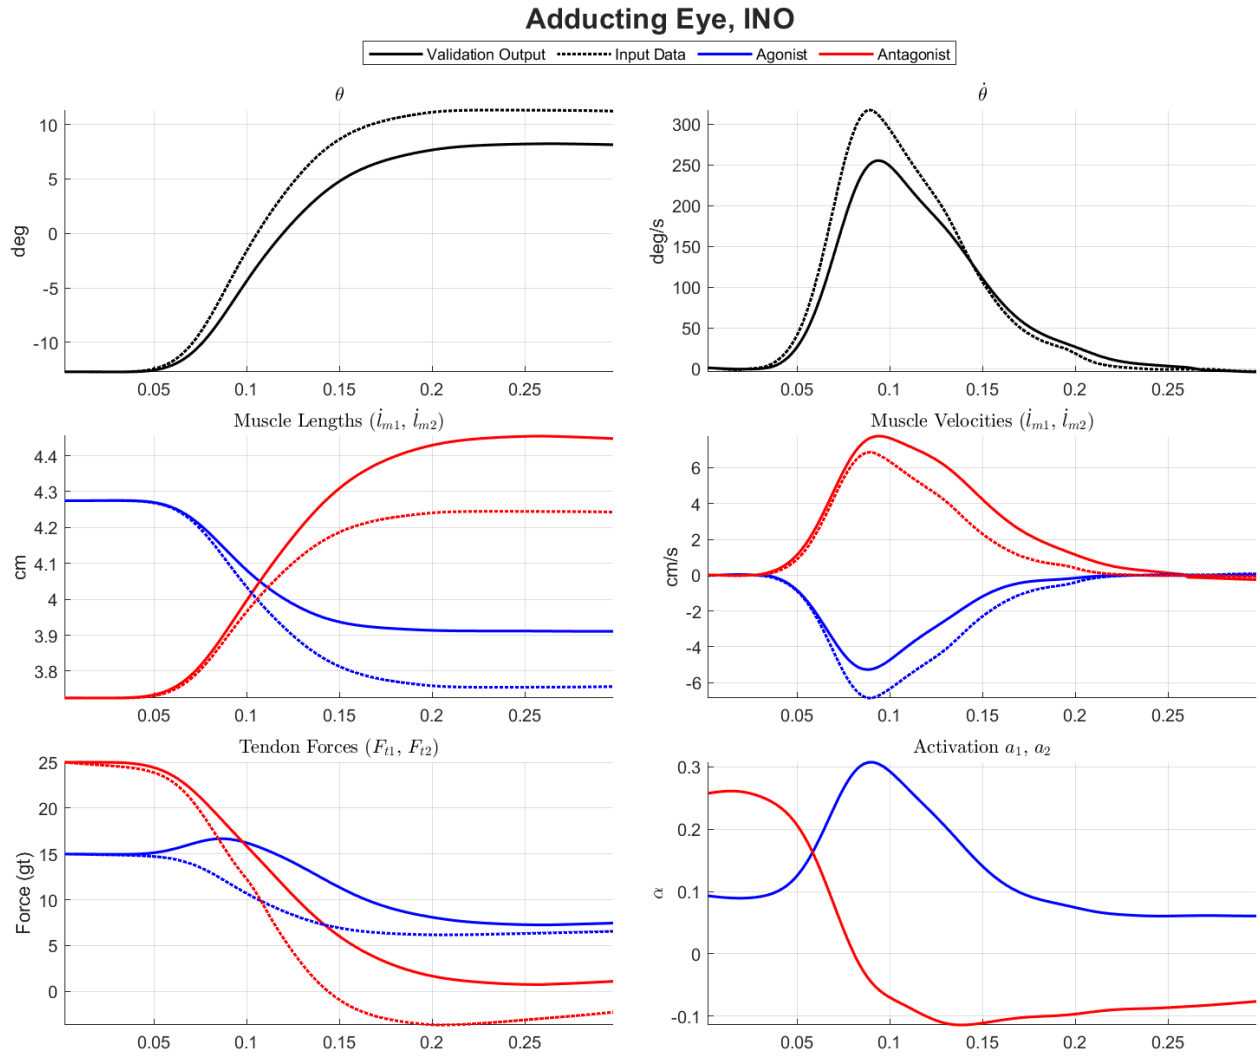 Adducting Eye, INO
Validation Output Input Data Agonist Antagonist
θ
deg
10
5
0
-5
-10
0.05 0.1 0.15 0.2 0.25
θ̇
deg/s
300
250
200
150
100
50
0
0.05 0.1 0.15 0.2 0.25
Muscle Lengths (l̇m1, l̇m2)
cm
4.4
4.3
4.2
4.1
4
3.9
3.8
0.05 0.1 0.15 0.2 0.25
Muscle Velocities (l̇m1, l̇m2)
cm/s
6
4
2
0
-2
-4
-6
0.05 0.1 0.15 0.2 0.25
Tendon Forces (Ft1, Ft2)
Force (gt)
25
20
15
10
5
0
0.05 0.1 0.15 0.2 0.25
Activation a1, a2
α
0.3
0.2
0.1
0
-0.1
0.05 0.1 0.15 0.2 0.25